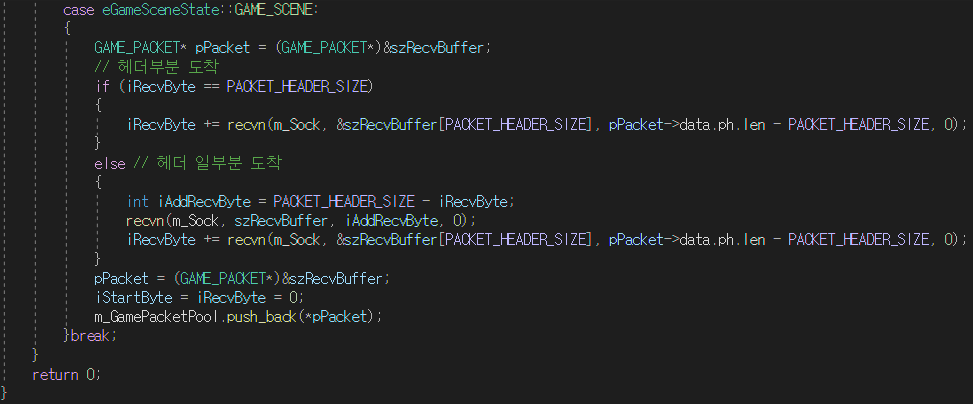 case eGameSceneState::GAME_SCENE:
{
GAME_PACKET* pPacket = (GAME_PACKET*)&szRecvBuffer;
// 헤더부분 도착
if (iRecvByte == PACKET_HEADER_SIZE)
{
iRecvByte += recvn(m_Sock, &szRecvBuffer[PACKET_HEADER_SIZE], pPacket->data.ph.len - PACKET_HEADER_SIZE, 0);
}
else // 헤더 일부분 도착
{
int iAddRecvByte = PACKET_HEADER_SIZE - iRecvByte;
recvn(m_Sock, szRecvBuffer, iAddRecvByte, 0);
iRecvByte += recvn(m_Sock, &szRecvBuffer[PACKET_HEADER_SIZE], pPacket->data.ph.len - PACKET_HEADER_SIZE, 0);
}
pPacket = (GAME_PACKET*)&szRecvBuffer;
iStartByte = iRecvByte = 0;
m_GamePacketPool.push_back(*pPacket);
}break;
}
return 0;
}